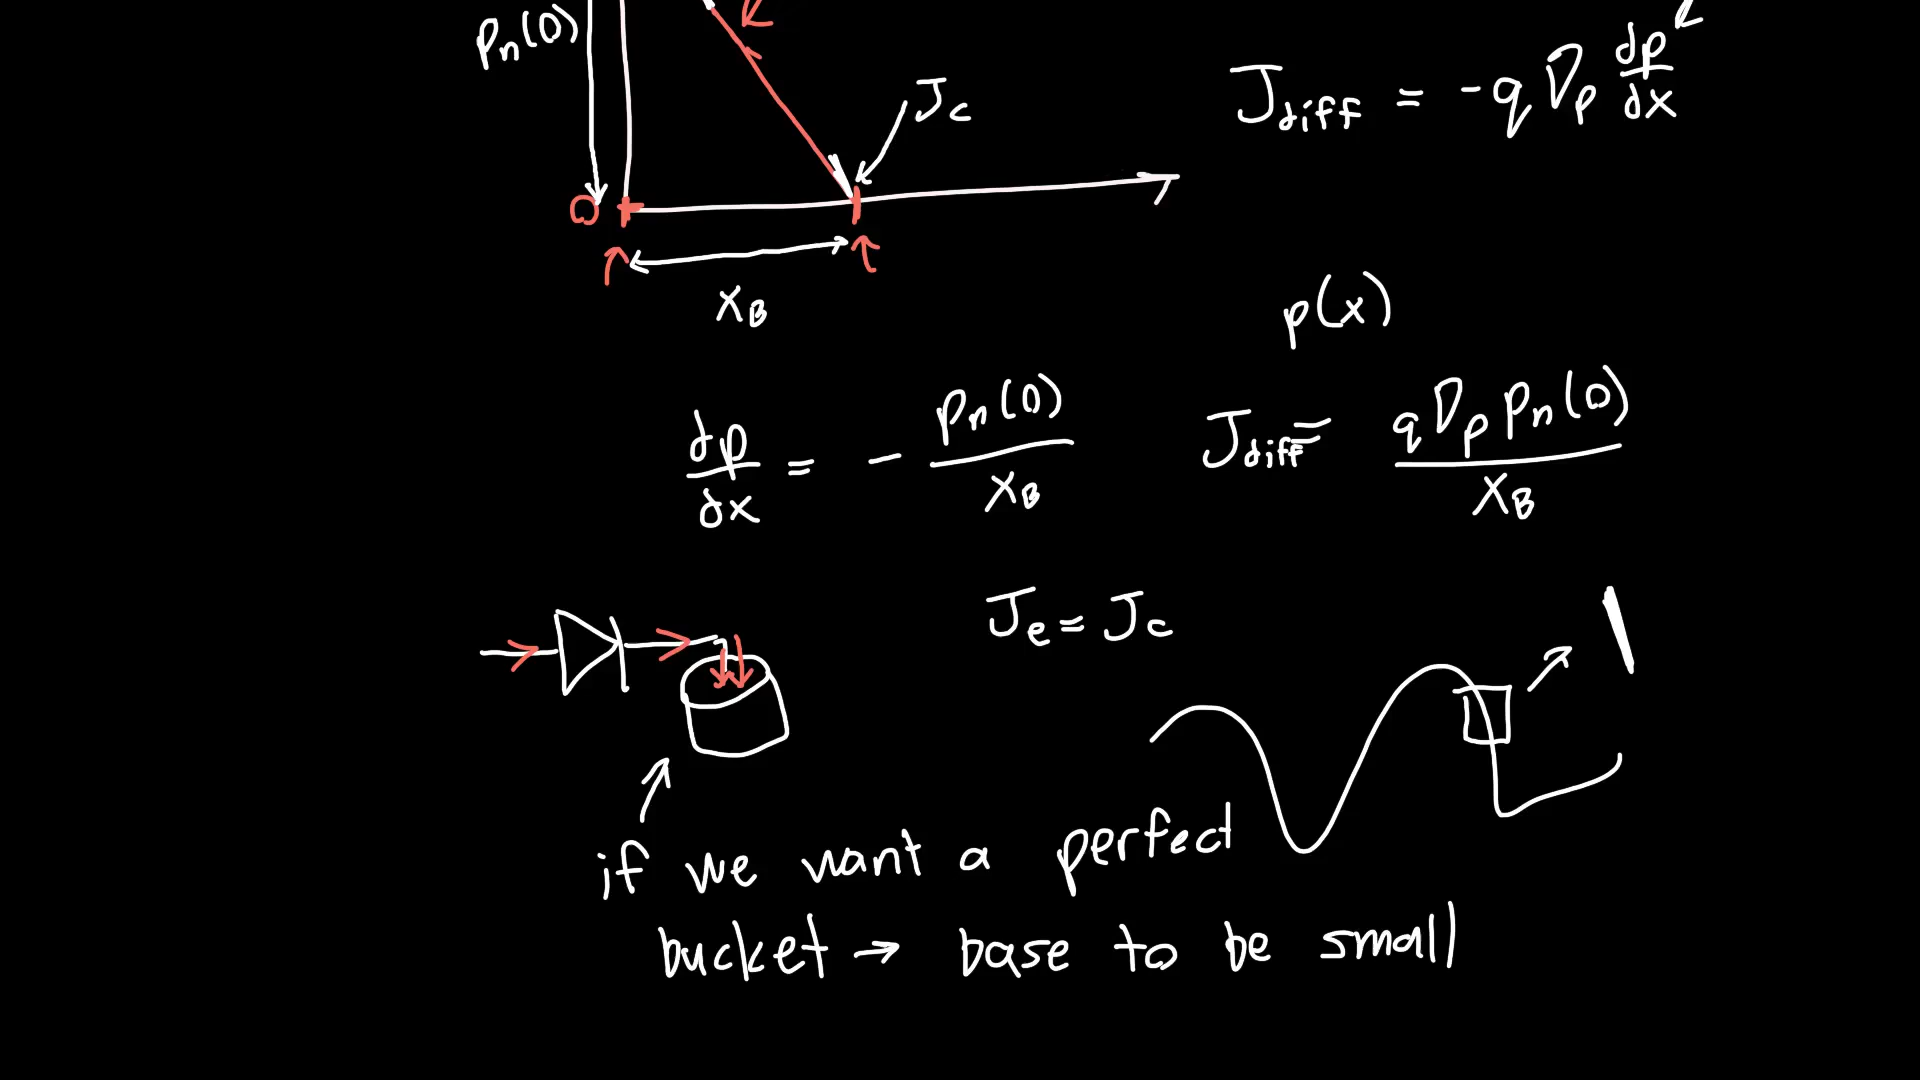 pn(0)
Jc
Jdiff = -q Dp dp/dx
0
xB
p(x)
dp/dx = - pn(0)/xB
Jdiff = q Dp pn(0)/xB
Je = Jc
if we want a perfect
bucket → base to be small